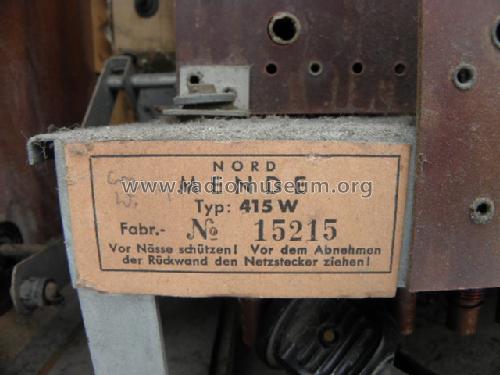 NORD
MENDE
www.radiomuseum.org
Typ: 415 W
Fabr.- № 15215
Vor Nässe schützen! Vor dem Abnehmen
der Rückwand den Netzstecker ziehen!